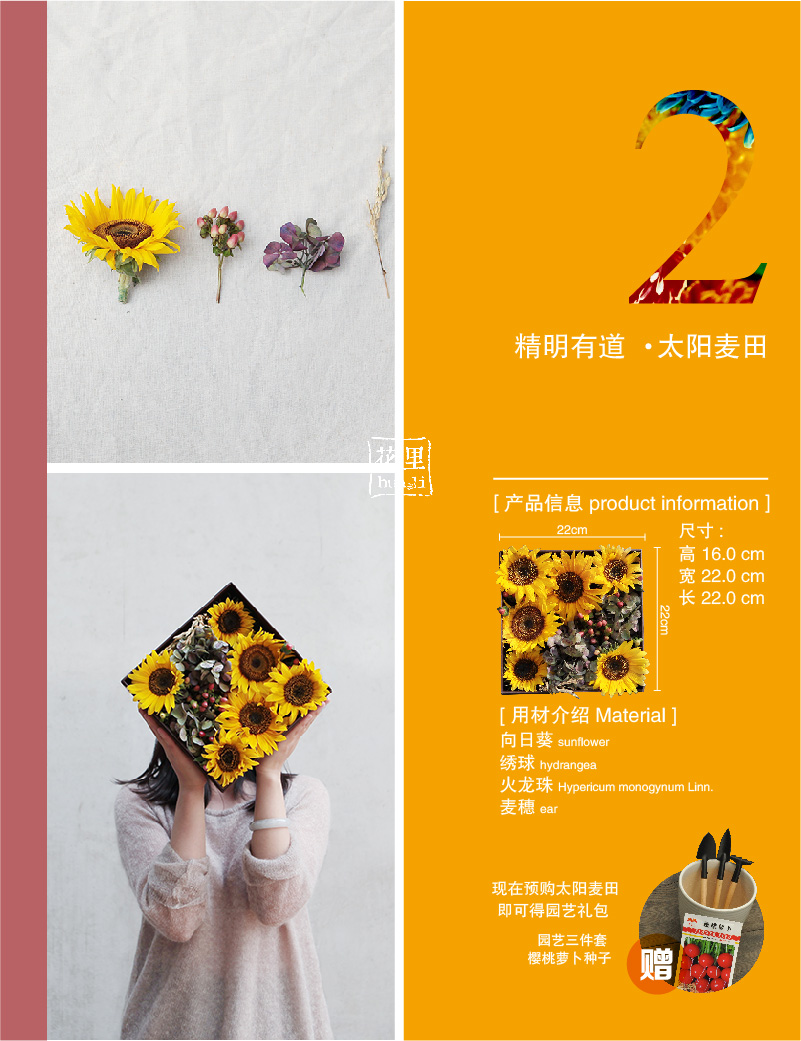 2
精明有道 ·太阳麦田
花里
huali
[ 产品信息 product information ]
22cm
22cm
尺寸 :
高 16.0 cm
宽 22.0 cm
长 22.0 cm
[ 用材介绍 Material ]
向日葵 sunflower
绣球 hydrangea
火龙珠 Hypericum monogynum Linn.
麦穗 ear
现在预购太阳麦田
即可得园艺礼包
园艺三件套
樱桃萝卜种子
赠
樱桃萝卜